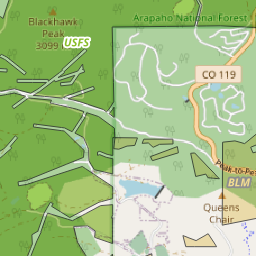 Arapaho National Forest
Blackhawk
Peak
3099
USFS
CO 119
Peak-to-Pe
BLM
Queens
Chair